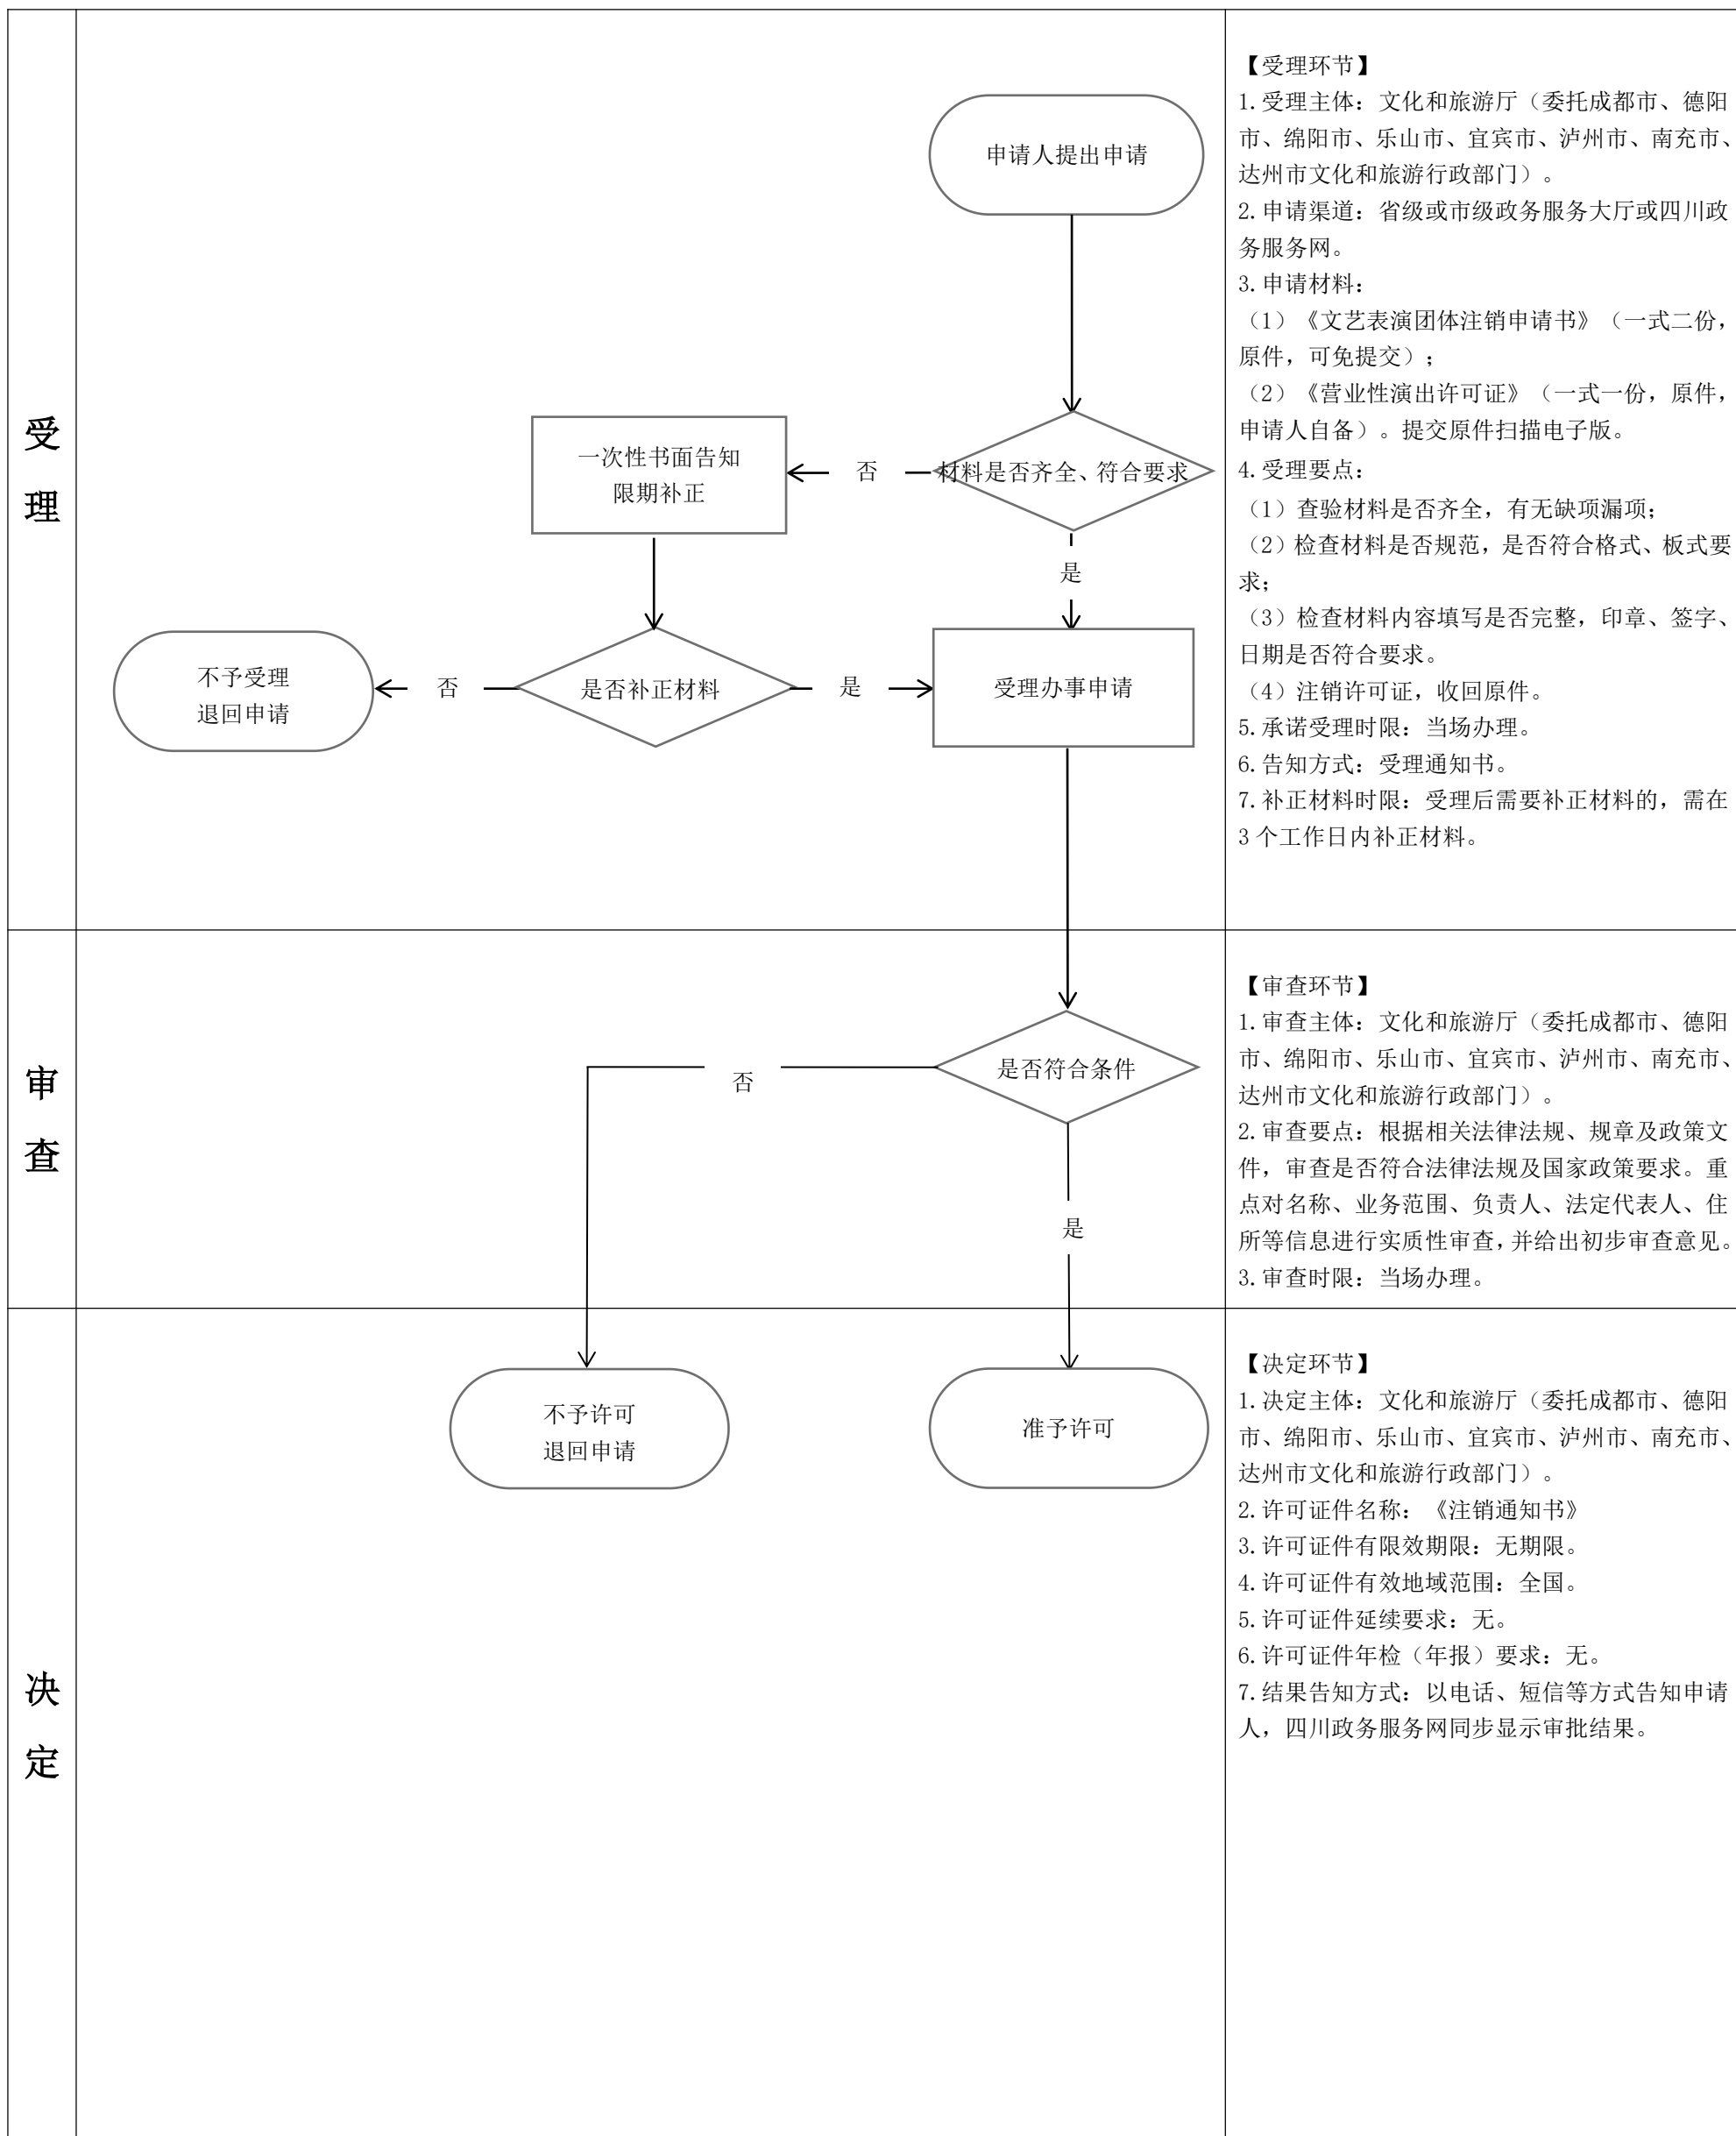 受
理
申请人提出申请
材料是否齐全、符合要求
否
一次性书面告知
限期补正
是
不予受理
退回申请
否
是否补正材料
是
受理办事申请
【受理环节】
1.受理主体：文化和旅游厅（委托成都市、德阳
市、绵阳市、乐山市、宜宾市、泸州市、南充市、
达州市文化和旅游行政部门）。
2.申请渠道：省级或市级政务服务大厅或四川政
务服务网。
3.申请材料：
（1）《文艺表演团体注销申请书》（一式二份，
原件，可免提交）；
（2）《营业性演出许可证》（一式一份，原件，
申请人自备）。提交原件扫描电子版。
4.受理要点：
（1）查验材料是否齐全，有无缺项漏项；
（2）检查材料是否规范，是否符合格式、板式要
求；
（3）检查材料内容填写是否完整，印章、签字、
日期是否符合要求。
（4）注销许可证，收回原件。
5.承诺受理时限：当场办理。
6.告知方式：受理通知书。
7.补正材料时限：受理后需要补正材料的，需在
3个工作日内补正材料。
审
查
是否符合条件
否
是
【审查环节】
1.审查主体：文化和旅游厅（委托成都市、德阳
市、绵阳市、乐山市、宜宾市、泸州市、南充市、
达州市文化和旅游行政部门）。
2.审查要点：根据相关法律法规、规章及政策文
件，审查是否符合法律法规及国家政策要求。重
点对名称、业务范围、负责人、法定代表人、住
所等信息进行实质性审查，并给出初步审查意见。
3.审查时限：当场办理。
决
定
不予许可
退回申请
准予许可
【决定环节】
1.决定主体：文化和旅游厅（委托成都市、德阳
市、绵阳市、乐山市、宜宾市、泸州市、南充市、
达州市文化和旅游行政部门）。
2.许可证件名称：《注销通知书》
3.许可证件有限效期限：无期限。
4.许可证件有效地域范围：全国。
5.许可证件延续要求：无。
6.许可证件年检（年报）要求：无。
7.结果告知方式：以电话、短信等方式告知申请
人，四川政务服务网同步显示审批结果。